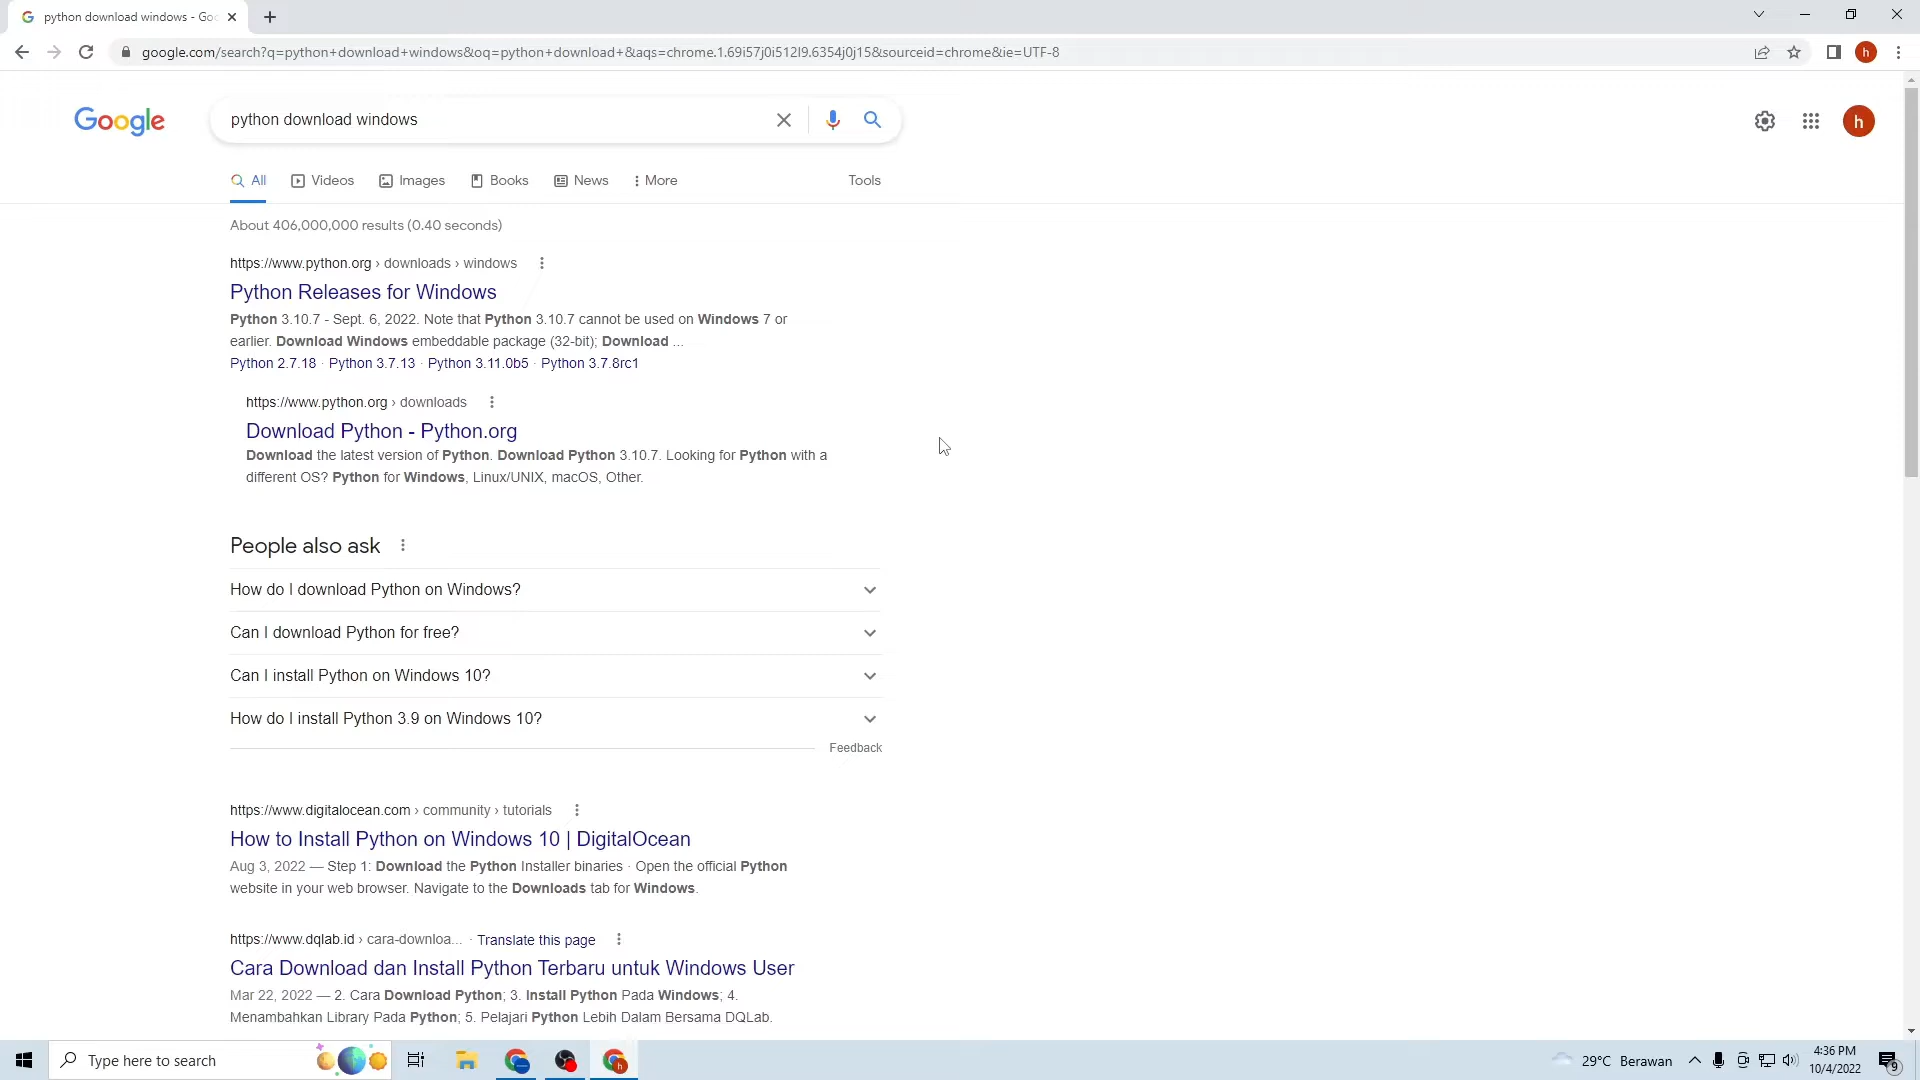 python download windows - Goo
google.com/search?q=python+download+windows&oq=python+download+&aqs=chrome.1.69i57j0i512l9.6354j0j15&sourceid=chrome&ie=UTF-8
h
Google
python download windows
h
All
Videos
Images
Books
News
More
Tools
About 406,000,000 results (0.40 seconds)
https://www.python.org › downloads › windows
Python Releases for Windows
Python 3.10.7 - Sept. 6, 2022. Note that Python 3.10.7 cannot be used on Windows 7 or
earlier. Download Windows embeddable package (32-bit); Download ...
Python 2.7.18 · Python 3.7.13 · Python 3.11.0b5 · Python 3.7.8rc1
https://www.python.org › downloads
Download Python - Python.org
Download the latest version of Python. Download Python 3.10.7. Looking for Python with a
different OS? Python for Windows, Linux/UNIX, macOS, Other.
People also ask
How do I download Python on Windows?
Can I download Python for free?
Can I install Python on Windows 10?
How do I install Python 3.9 on Windows 10?
Feedback
https://www.digitalocean.com › community › tutorials
How to Install Python on Windows 10 | DigitalOcean
Aug 3, 2022 — Step 1: Download the Python Installer binaries · Open the official Python
website in your web browser. Navigate to the Downloads tab for Windows.
https://www.dqlab.id › cara-downloa... · Translate this page
Cara Download dan Install Python Terbaru untuk Windows User
Mar 22, 2022 — 2. Cara Download Python; 3. Install Python Pada Windows; 4.
Menambahkan Library Pada Python; 5. Pelajari Python Lebih Dalam Bersama DQLab.
Type here to search
h
29°C Berawan
4:36 PM
10/4/2022
9